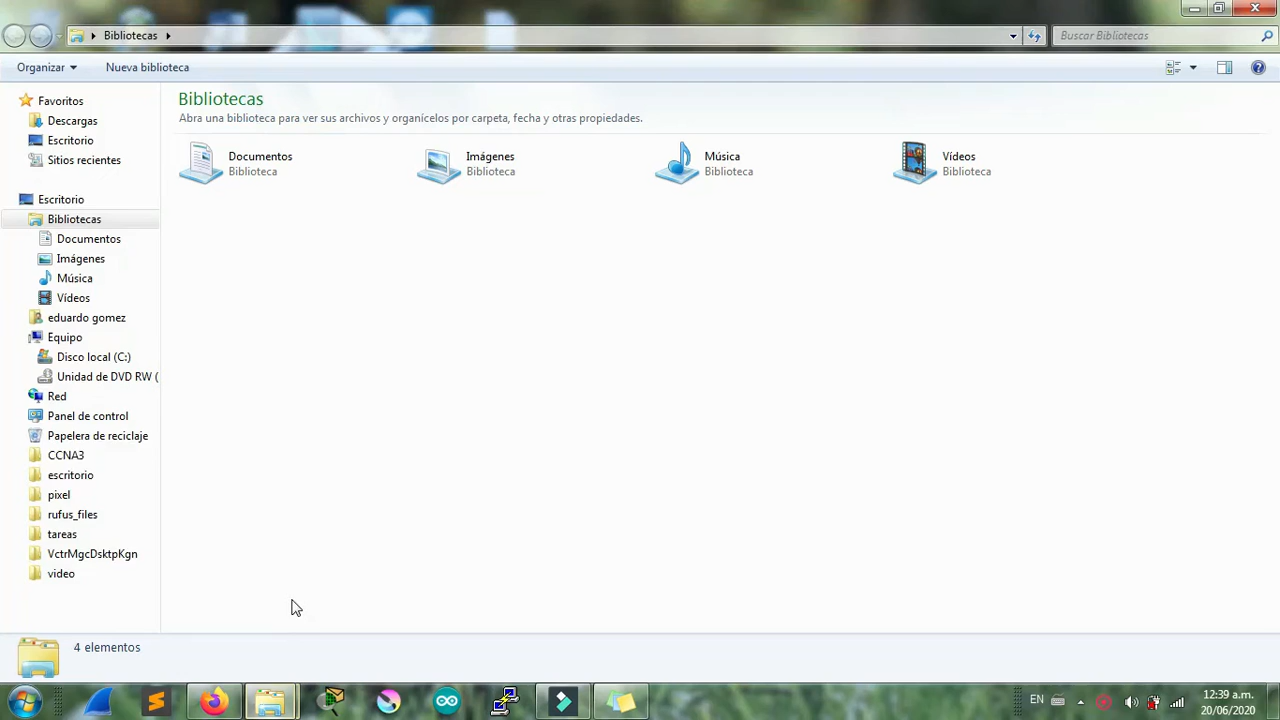 Bibliotecas
Buscar Bibliotecas
Organizar
Nueva biblioteca
Favoritos
Descargas
Escritorio
Sitios recientes
Escritorio
Bibliotecas
Documentos
Imágenes
Música
Vídeos
eduardo gomez
Equipo
Disco local (C:)
Unidad de DVD RW (
Red
Panel de control
Papelera de reciclaje
CCNA3
escritorio
pixel
rufus_files
tareas
VctrMgcDsktpKgn
video
Bibliotecas
Abra una biblioteca para ver sus archivos y organícelos por carpeta, fecha y otras propiedades.
Documentos
Biblioteca
Imágenes
Biblioteca
Música
Biblioteca
Vídeos
Biblioteca
4 elementos
EN
12:39 a.m.
20/06/2020